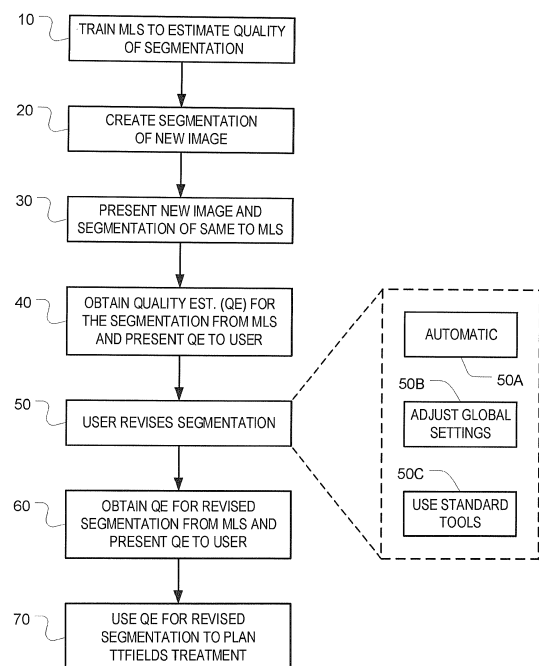 10
TRAIN MLS TO ESTIMATE QUALITY
OF SEGMENTATION
20
CREATE SEGMENTATION
OF NEW IMAGE
30
PRESENT NEW IMAGE AND
SEGMENTATION OF SAME TO MLS
40
OBTAIN QUALITY EST. (QE) FOR
THE SEGMENTATION FROM MLS
AND PRESENT QE TO USER
50
USER REVISES SEGMENTATION
AUTOMATIC
50A
50B
ADJUST GLOBAL
SETTINGS
50C
USE STANDARD
TOOLS
60
OBTAIN QE FOR REVISED
SEGMENTATION FROM MLS AND
PRESENT QE TO USER
70
USE QE FOR REVISED
SEGMENTATION TO PLAN
TTFIELDS TREATMENT